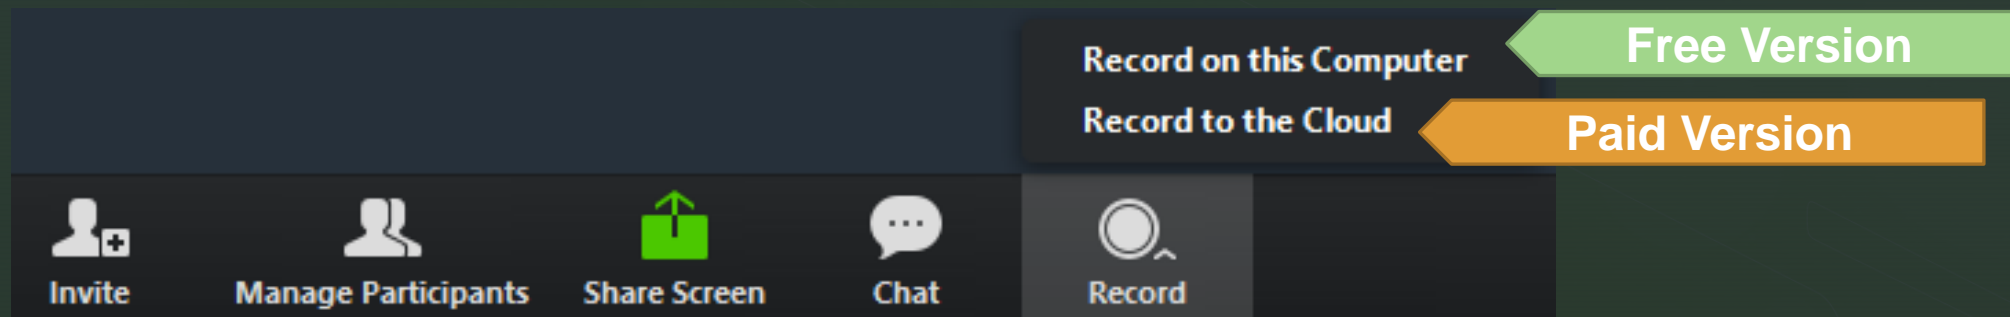 Record on this Computer
Free Version
Record to the Cloud
Paid Version
Invite
Manage Participants
Share Screen
Chat
Record